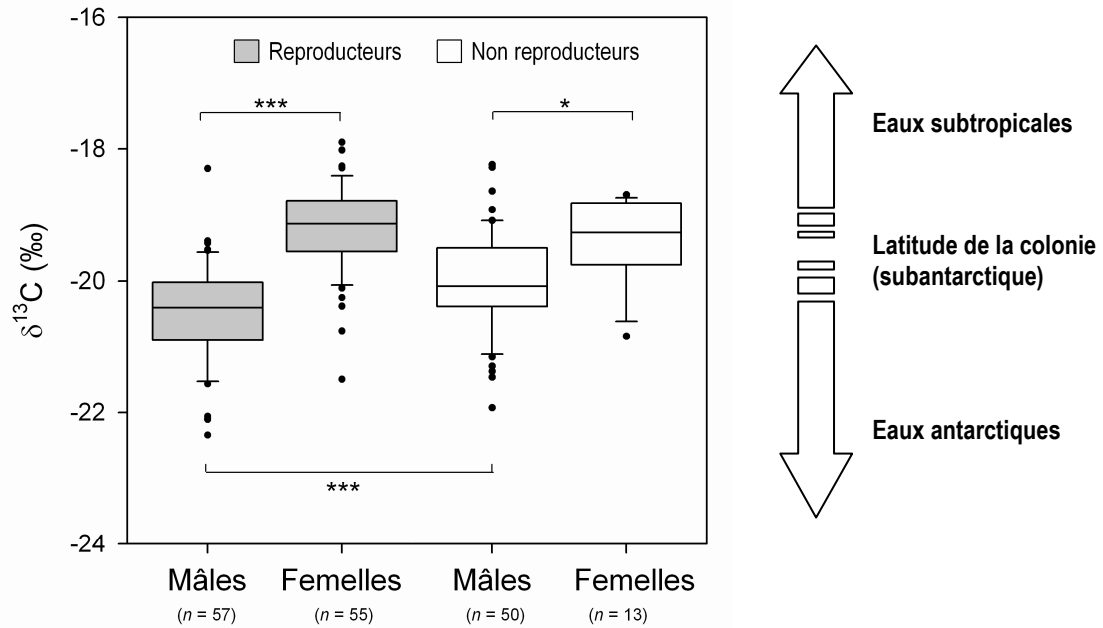 -16
Reproducteurs
Non reproducteurs
***
*
Eaux subtropicales
-18
Latitude de la colonie
(subantarctique)
-20
δ¹³C (‰)
-22
Eaux antarctiques
***
-24
Mâles
Femelles
Mâles
Femelles
(n = 57)
(n = 55)
(n = 50)
(n = 13)